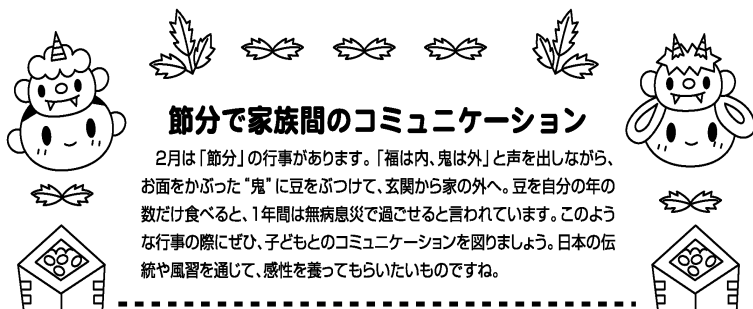 節分で家族間のコミュニケーション
2月は「節分」の行事があります。「福は内、鬼は外」と声を出しながら、
お面をかぶった“鬼”に豆をぶつけて、玄関から家の外へ。豆を自分の年の
数だけ食べると、1年間は無病息災で過ごせると言われています。このよう
な行事の際にぜひ、子どもとのコミュニケーションを図りましょう。日本の伝
統や風習を通じて、感性を養ってもらいたいものですね。